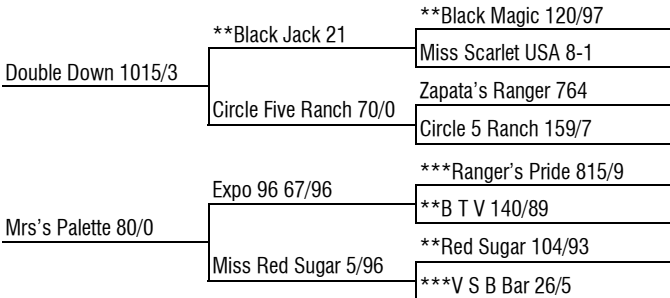 **Black Magic 120/97
**Black Jack 21
Miss Scarlet USA 8-1
Double Down 1015/3
Zapata's Ranger 764
Circle Five Ranch 70/0
Circle 5 Ranch 159/7
***Ranger's Pride 815/9
Expo 96 67/96
**B T V 140/89
Mrs's Palette 80/0
**Red Sugar 104/93
Miss Red Sugar 5/96
***V S B Bar 26/5